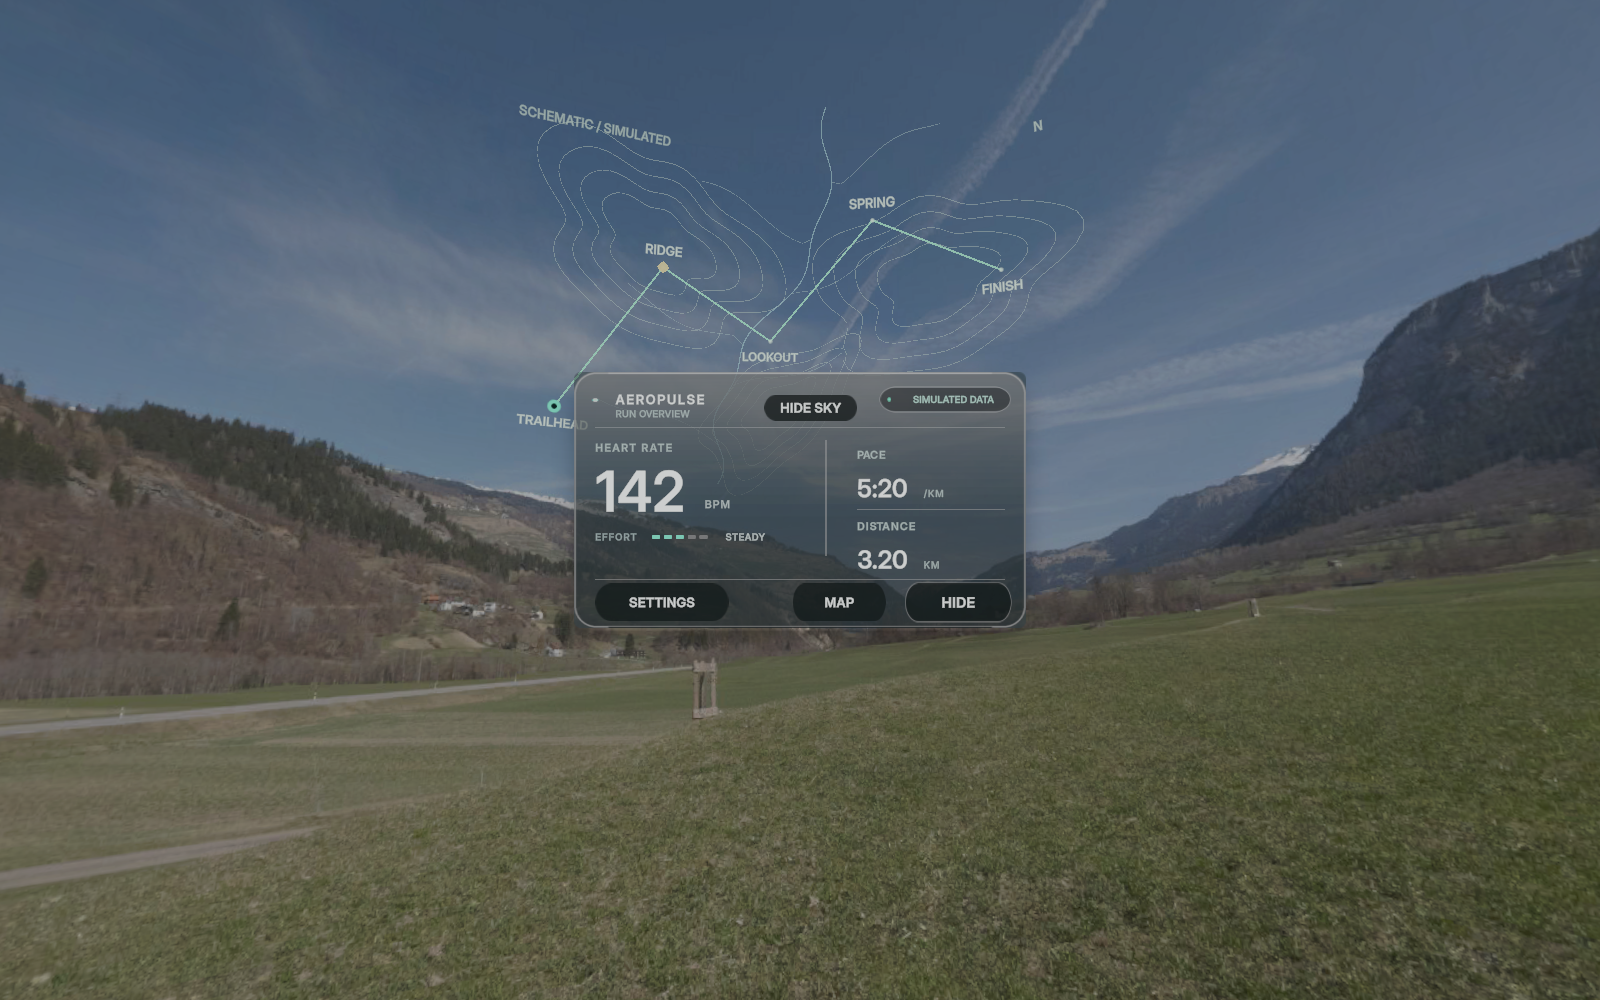 SCHEMATIC / SIMULATED
N
SPRING
RIDGE
FINISH
LOOKOUT
TRAILHEAD
AEROPULSE
RUN OVERVIEW
HIDE SKY
SIMULATED DATA
HEART RATE
142 BPM
EFFORT STEADY
PACE
5:20 /KM
DISTANCE
3.20 KM
SETTINGS
MAP
HIDE